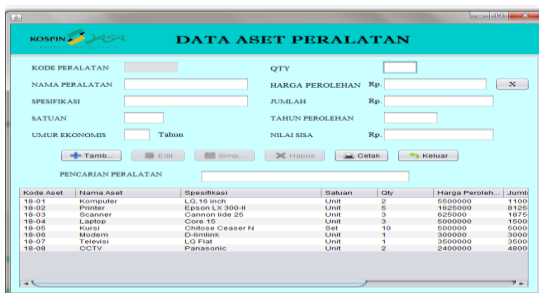 KOSPIN JASA
DATA ASET PERALATAN
KODE PERALATAN QTY
NAMA PERALATAN HARGA PEROLEHAN Rp. X
SPESIFIKASI JUMLAH Rp.
SATUAN TAHUN PEROLEHAN
UMUR EKONOMIS Tahun NILAI SISA Rp.
Tamb... Edit Simp... Hapus Cetak Keluar
PENCARIAN PERALATAN
Kode Aset Nama Aset Spesifikasi Satuan Qty Harga Peroleh... Juml
18-01 Komputer LG,16 inch Unit 2 5500000 1100
18-02 Printer Epson LX 300-II Unit 5 1625000 8125
18-03 Scanner Cannon lide 25 Unit 3 625000 1875
18-04 Laptop Core 15 Unit 3 5000000 1500
18-05 Kursi Chitose Ceaser N Set 10 500000 5000
18-06 Modem D-limlink Unit 1 300000 3000
18-07 Televisi LG Flat Unit 1 3500000 3500
18-08 CCTV Panasonic Unit 2 2400000 4800